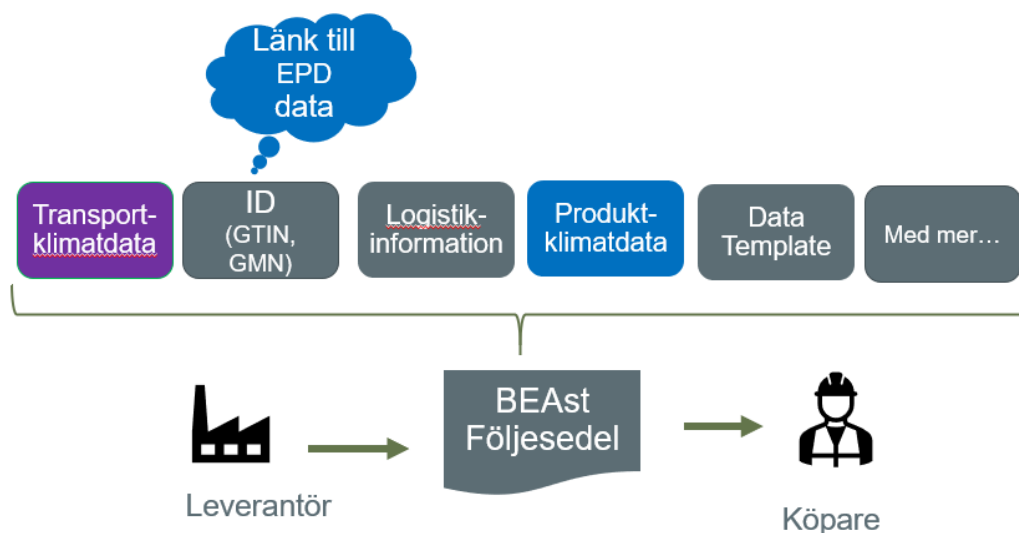 Länk till
EPD
data
Transport-
klimatdata
ID
(GTIN,
GMN)
Logistik-
information
Produkt-
klimatdata
Data
Template
Med mer...
BEAst
Följesedel
Leverantör
Köpare